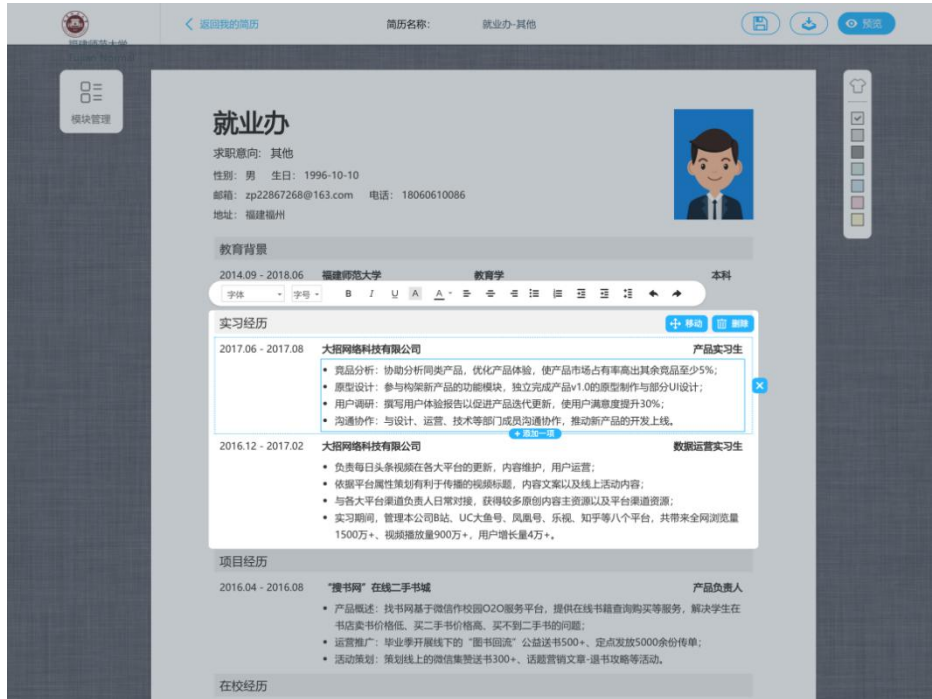 返回我的简历
简历名称：
就业办-其他
预览
福建师范大学
模块管理
就业办
求职意向: 其他
性别: 男 生日: 1996-10-10
邮箱: zp22867268@163.com 电话: 18060610086
地址: 福建福州
教育背景
2014.09 - 2018.06 福建师范大学 教育学 本科
字体 字号 B I U A A
实习经历 移动 删除
2017.06 - 2017.08 大招网络科技有限公司 产品实习生
• 竞品分析：协助分析同类产品，优化产品体验，使产品市场占有率高出其余竞品至少5%；
• 原型设计：参与构架新产品的功能模块，独立完成产品v1.0的原型制作与部分UI设计；
• 用户调研：撰写用户体验报告以促进产品迭代更新，使用户满意度提升30%；
• 沟通协作：与设计、运营、技术等部门成员沟通协作，推动新产品的开发上线。
+ 添加一项
2016.12 - 2017.02 大招网络科技有限公司 数据运营实习生
• 负责每日头条视频在各大平台的更新，内容维护，用户运营；
• 依据平台属性策划有利于传播的视频标题，内容文案以及线上活动内容；
• 与各大平台渠道负责人日常对接，获得较多原创内容主资源以及平台渠道资源；
• 实习期间，管理本公司B站、UC大鱼号、凤凰号、乐视、知乎等八个平台，共带来全网浏览量
1500万+、视频播放量900万+，用户增长量4万+。
项目经历
2016.04 - 2016.08 “搜书网”在线二手书城 产品负责人
• 产品概述：找书网基于微信作校园O2O服务平台，提供在线书籍查询购买等服务，解决学生在
书店卖书价格低、买二手书价格高、买不到二手书的问题；
• 运营推广：毕业季开展线下的“图书回流”公益送书500+、定点发放5000余份传单；
• 活动策划：策划线上的微信集赞送书300+、话题营销文章-退书攻略等活动。
在校经历